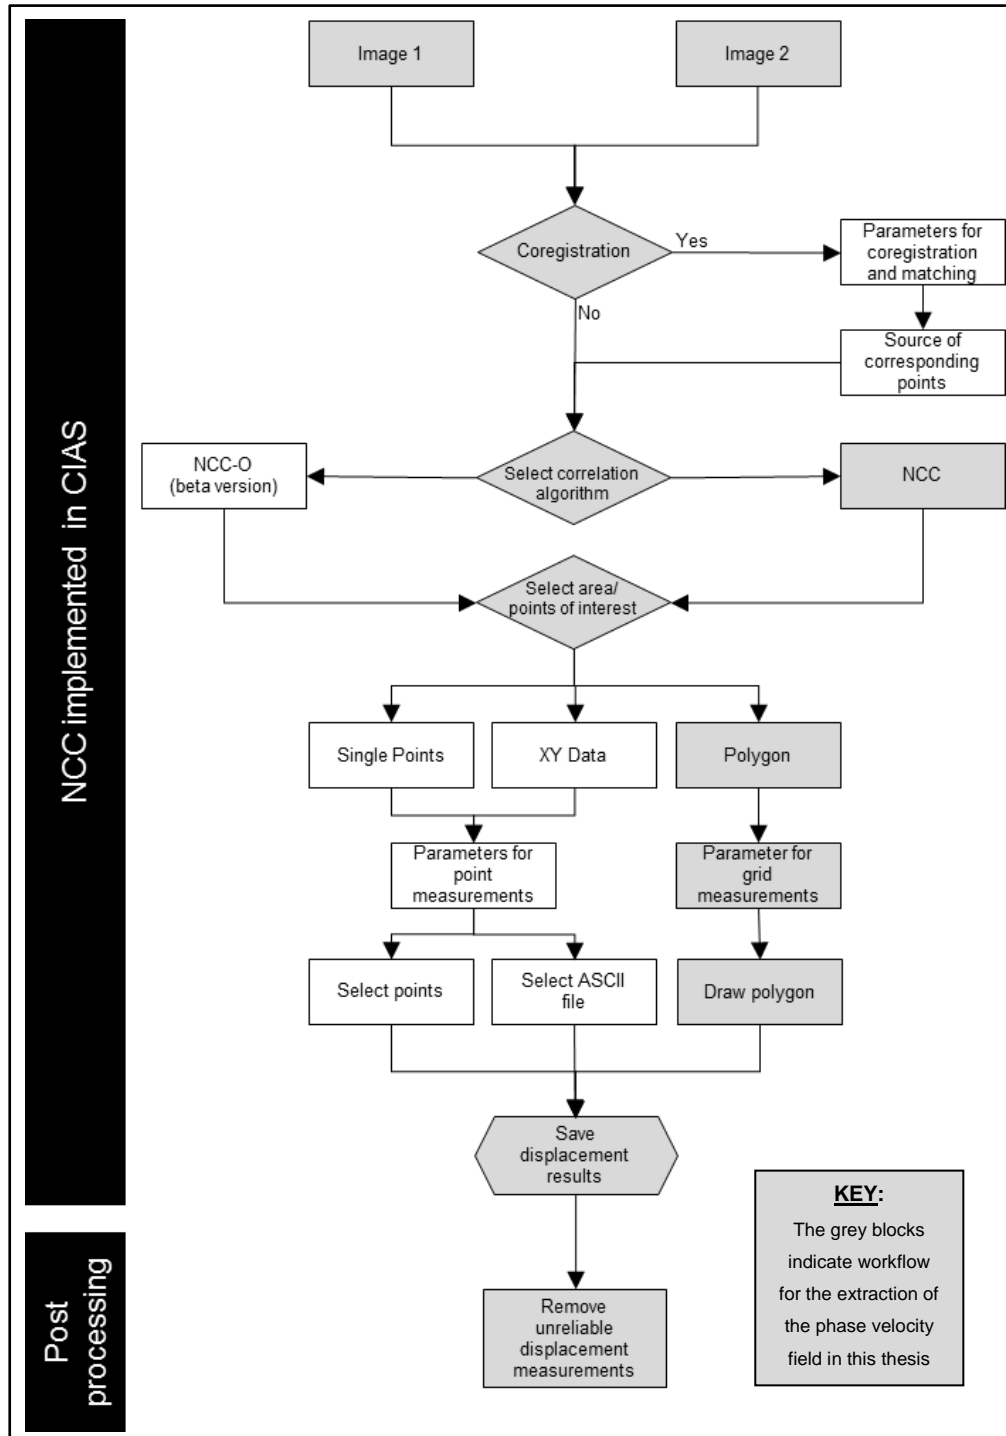 Image 1
Image 2
Coregistration
Yes
Parameters for
coregistration
and matching
No
Source of
corresponding
points
NCC-O
(beta version)
Select correlation
algorithm
NCC
Select area/
points of interest
Single Points
XY Data
Polygon
Parameters for
point
measurements
Parameter for
grid
measurements
Select points
Select ASCII
file
Draw polygon
Save
displacement
results
Remove
unreliable
displacement
measurements
KEY:
The grey blocks
indicate workflow
for the extraction of
the phase velocity
field in this thesis
NCC implemented in CIAS
Post
processing